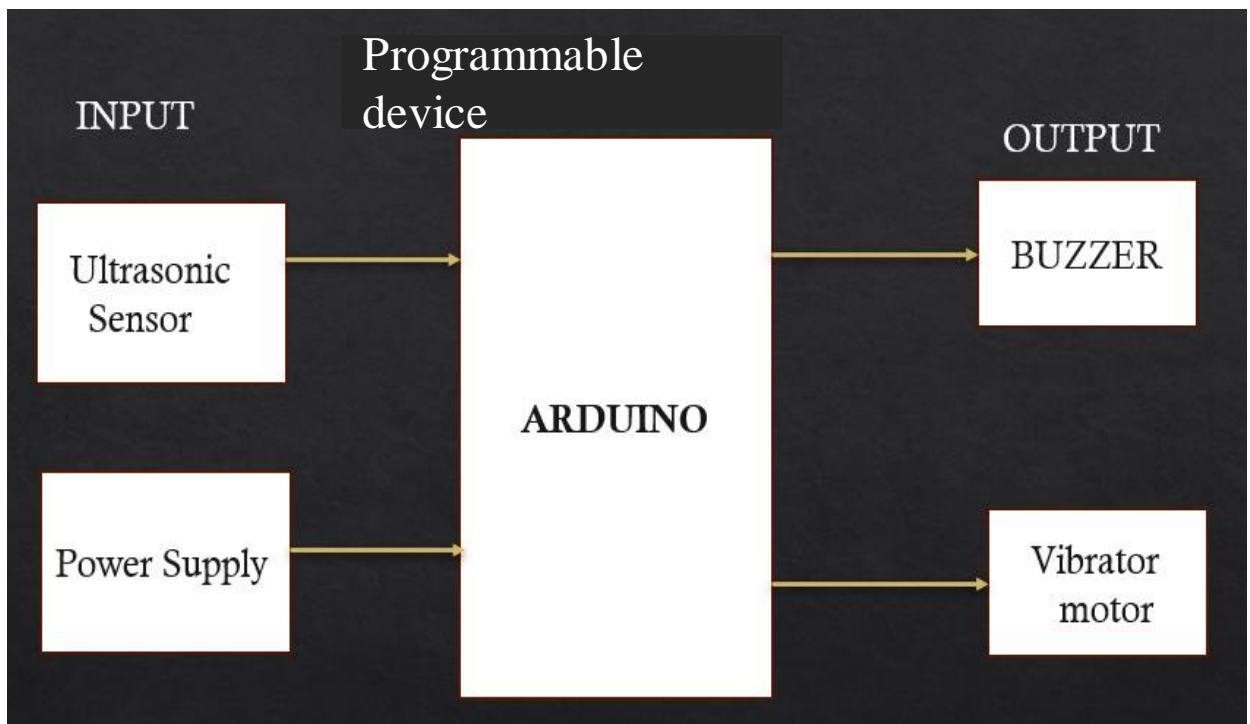 Programmable
device
INPUT
OUTPUT
Ultrasonic
Sensor
ARDUINO
BUZZER
Power Supply
Vibrator
motor